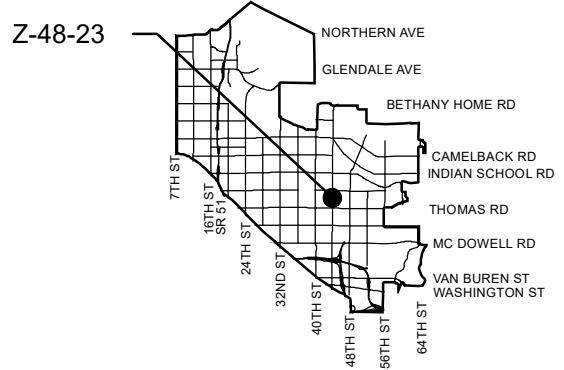 Z-48-23
NORTHERN AVE
GLENDALE AVE
BETHANY HOME RD
CAMELBACK RD
INDIAN SCHOOL RD
THOMAS RD
MC DOWELL RD
VAN BUREN ST
WASHINGTON ST
7TH ST
16TH ST
SR 51
24TH ST
32ND ST
40TH ST
48TH ST
56TH ST
64TH ST